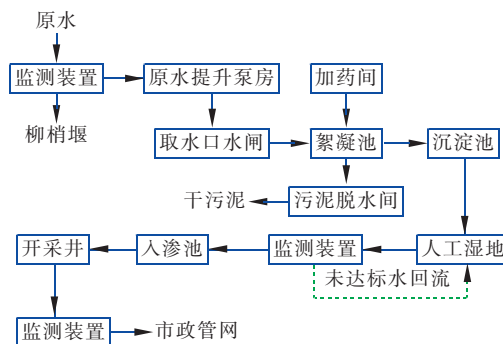 原水
监测装置
原水提升泵房
加药间
柳梢堰
取水口水闸
絮凝池
沉淀池
干污泥
污泥脱水间
开采井
入渗池
监测装置
人工湿地
未达标水回流
监测装置
市政管网